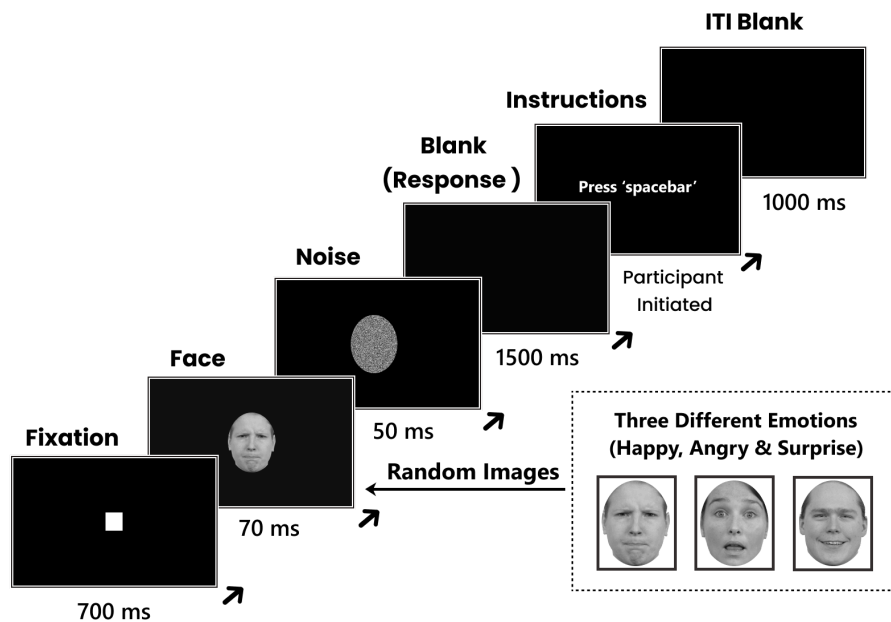 ITI Blank
Instructions
Blank
(Response )
Press ‘spacebar’
1000 ms
Noise
Participant
Initiated
1500 ms
Face
50 ms
Three Different Emotions
(Happy, Angry & Surprise)
Fixation
Random Images
70 ms
700 ms